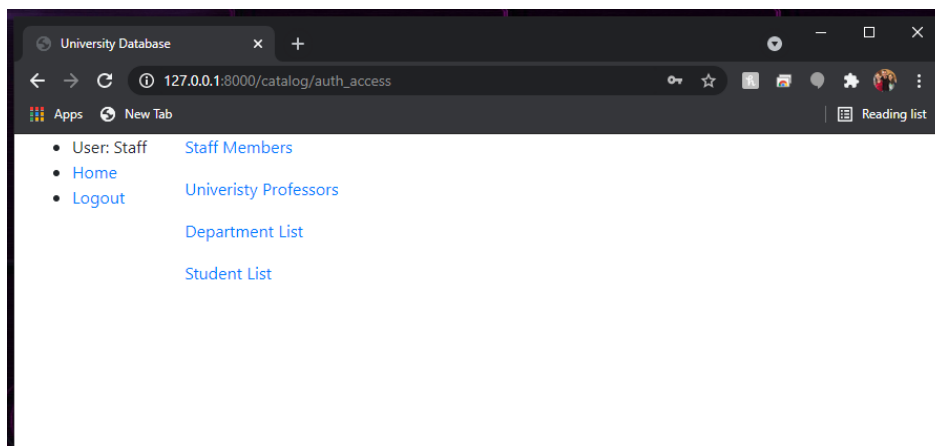 University Database
127.0.0.1:8000/catalog/auth_access
Apps
New Tab
Reading list
User: Staff
Home
Logout
Staff Members
Univeristy Professors
Department List
Student List